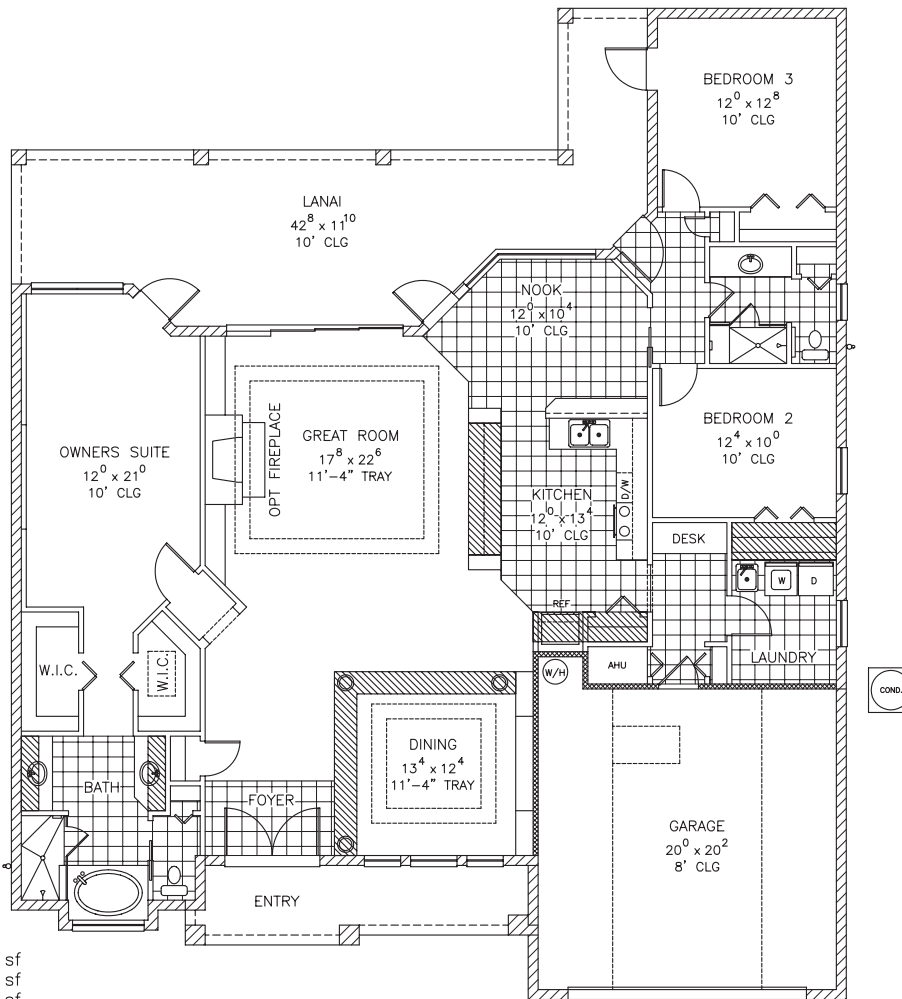 BEDROOM 3
12⁰ x 12⁸
10' CLG
LANAI
42⁸ x 11¹⁰
10' CLG
NOOK
12⁰ x 10⁴
10' CLG
OWNERS SUITE
12⁰ x 21⁰
10' CLG
OPT FIREPLACE
GREAT ROOM
17⁸ x 22⁶
11'-4" TRAY
BEDROOM 2
12⁴ x 10⁰
10' CLG
KITCHEN
12⁰ x 13⁴
10' CLG
D/W
DESK
W
D
REF
LAUNDRY
W.I.C.
W.I.C.
W/H
AHU
COND.
DINING
13⁴ x 12⁴
11'-4" TRAY
BATH
FOYER
GARAGE
20⁰ x 20²
8' CLG
ENTRY
sf
sf
sf